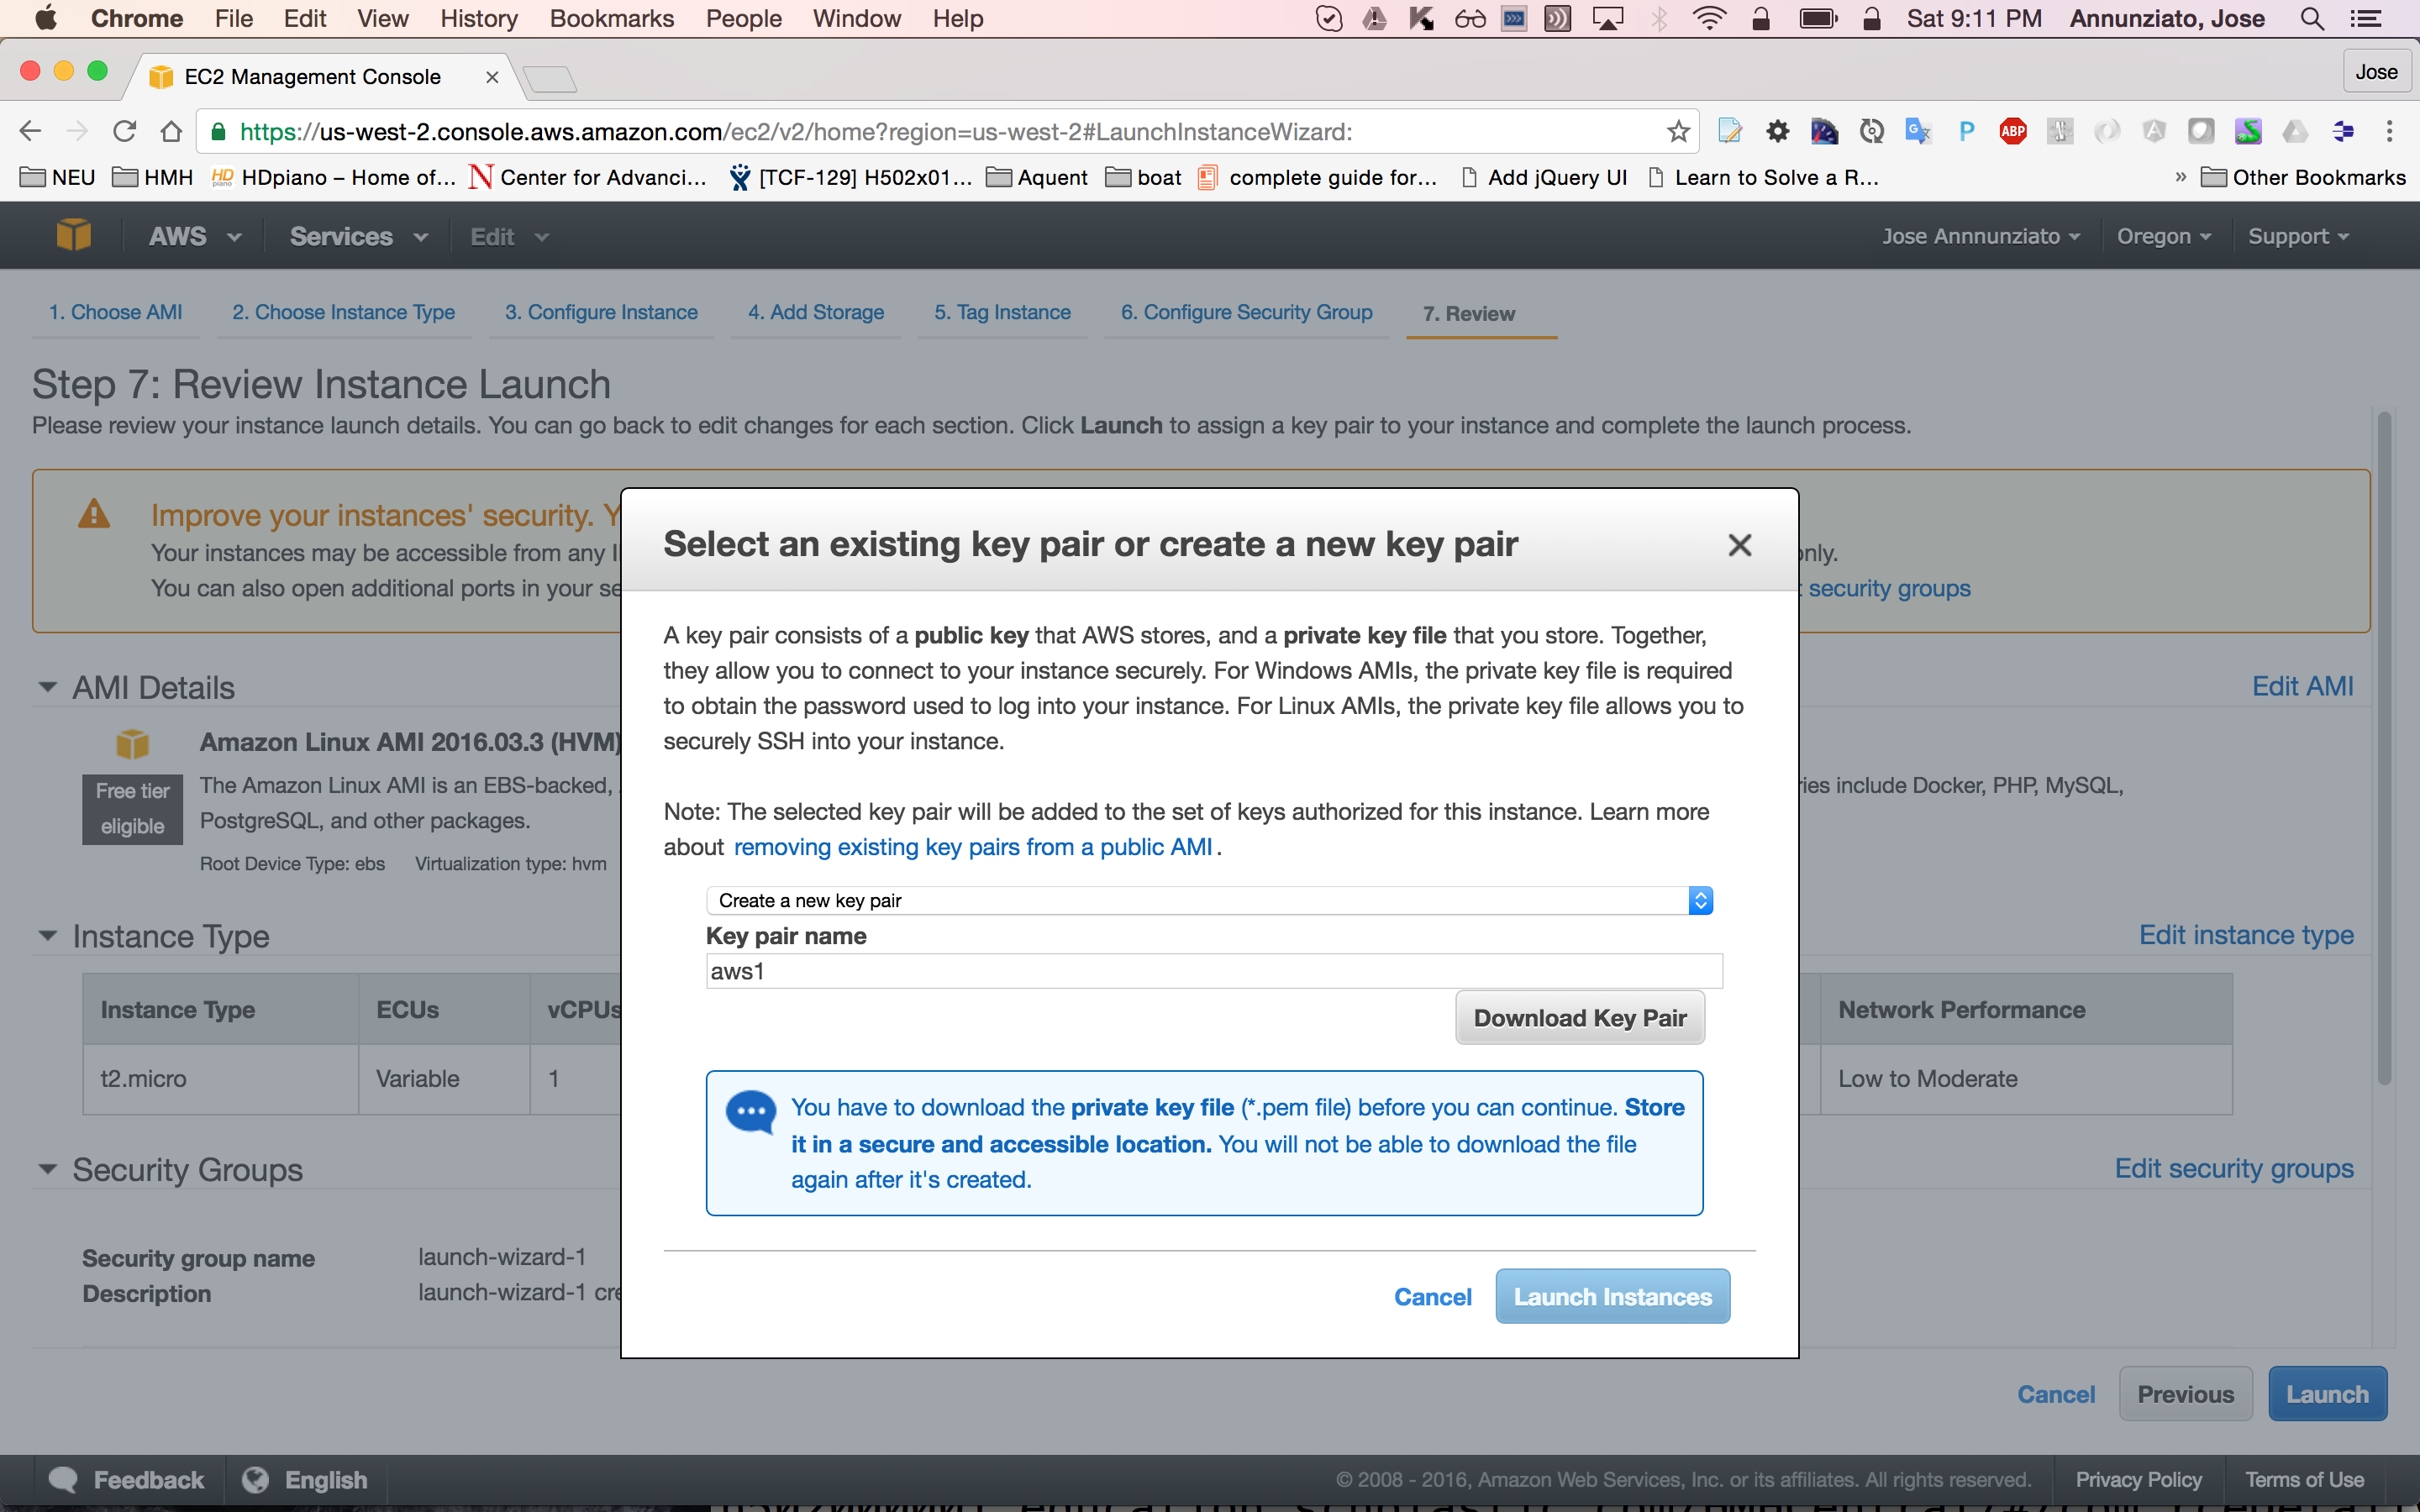 Chrome File Edit View History Bookmarks People Window Help Sat 9:11 PM Annunziato, Jose
EC2 Management Console Jose
https://us-west-2.console.aws.amazon.com/ec2/v2/home?region=us-west-2#LaunchInstanceWizard: P ABP
NEU HMH HD piano HDpiano – Home of... N Center for Advanci... [TCF-129] H502x01... Aquent boat complete guide for... Add jQuery UI Learn to Solve a R... » Other Bookmarks
AWS Services Edit Jose Annnunziato Oregon Support
1. Choose AMI 2. Choose Instance Type 3. Configure Instance 4. Add Storage 5. Tag Instance 6. Configure Security Group 7. Review
Step 7: Review Instance Launch
Please review your instance launch details. You can go back to edit changes for each section. Click Launch to assign a key pair to your instance and complete the launch process.
Improve your instances' security. Y
Your instances may be accessible from any I only.
You can also open additional ports in your se security groups
Select an existing key pair or create a new key pair
A key pair consists of a public key that AWS stores, and a private key file that you store. Together,
they allow you to connect to your instance securely. For Windows AMIs, the private key file is required
to obtain the password used to log into your instance. For Linux AMIs, the private key file allows you to
securely SSH into your instance.
Note: The selected key pair will be added to the set of keys authorized for this instance. Learn more
about removing existing key pairs from a public AMI .
Create a new key pair
Key pair name
aws1
Download Key Pair
You have to download the private key file (*.pem file) before you can continue. Store
it in a secure and accessible location. You will not be able to download the file
again after it's created.
Cancel Launch Instances
AMI Details Edit AMI
Amazon Linux AMI 2016.03.3 (HVM)
Free tier
eligible
The Amazon Linux AMI is an EBS-backed, ries include Docker, PHP, MySQL,
PostgreSQL, and other packages.
Root Device Type: ebs Virtualization type: hvm
Instance Type Edit instance type
Instance Type ECUs vCPUs Network Performance
t2.micro Variable 1 Low to Moderate
Security Groups Edit security groups
Security group name launch-wizard-1
Description launch-wizard-1 cre
Cancel Previous Launch
Feedback English © 2008 - 2016, Amazon Web Services, Inc. or its affiliates. All rights reserved. Privacy Policy Terms of Use